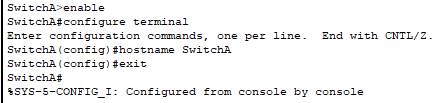 SwitchA>enable
SwitchA#configure terminal
Enter configuration commands, one per line.  End with CNTL/Z.
SwitchA(config)#hostname SwitchA
SwitchA(config)#exit
SwitchA#
%SYS-5-CONFIG_I: Configured from console by console